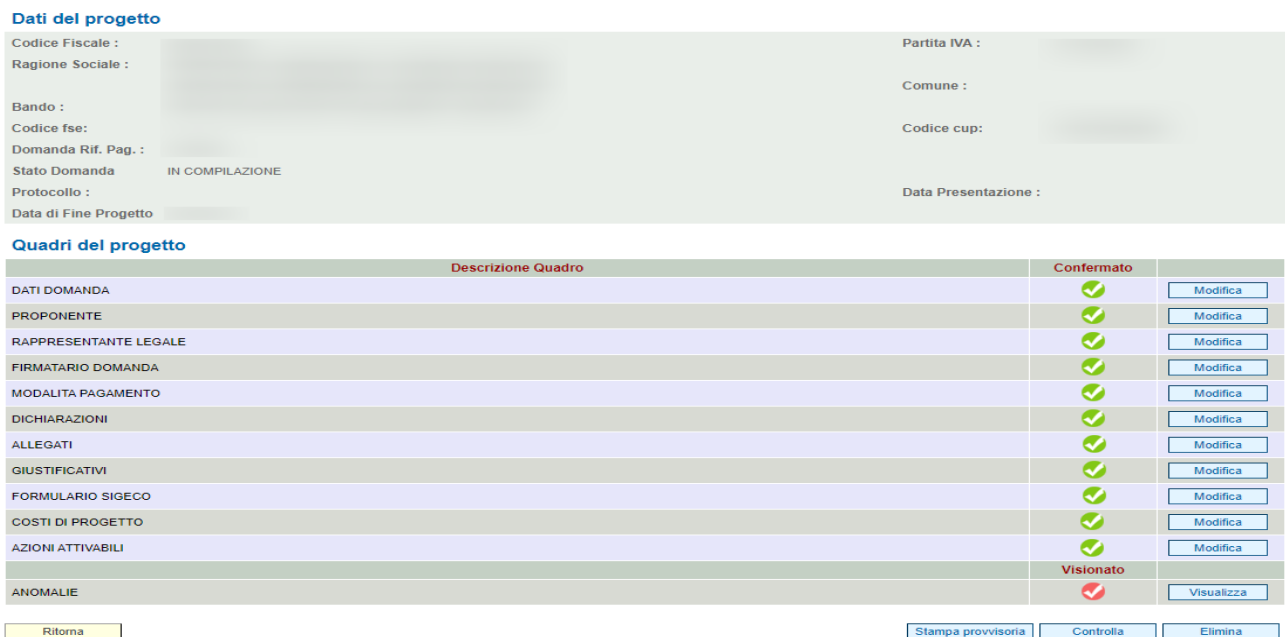 Dati del progetto
Codice Fiscale : Partita IVA :
Ragione Sociale :
Comune :
Bando :
Codice fse: Codice cup:
Domanda Rif. Pag. :
Stato Domanda IN COMPILAZIONE
Protocollo : Data Presentazione :
Data di Fine Progetto
Quadri del progetto
Descrizione Quadro Confermato
DATI DOMANDA Modifica
PROPONENTE Modifica
RAPPRESENTANTE LEGALE Modifica
FIRMATARIO DOMANDA Modifica
MODALITA PAGAMENTO Modifica
DICHIARAZIONI Modifica
ALLEGATI Modifica
GIUSTIFICATIVI Modifica
FORMULARIO SIGECO Modifica
COSTI DI PROGETTO Modifica
AZIONI ATTIVABILI Modifica
Visionato
ANOMALIE Visualizza
Ritorna Stampa provvisoria Controlla Elimina